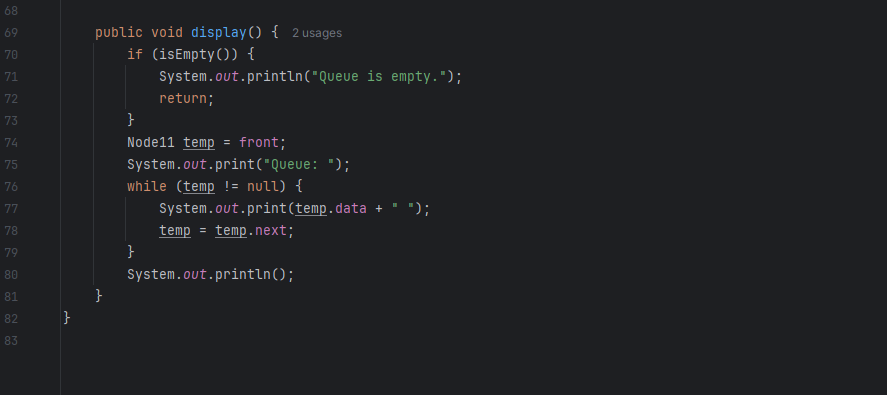 68
69 public void display() { 2 usages
70 if (isEmpty()) {
71 System.out.println("Queue is empty.");
72 return;
73 }
74 Node11 temp = front;
75 System.out.print("Queue: ");
76 while (temp != null) {
77 System.out.print(temp.data + " ");
78 temp = temp.next;
79 }
80 System.out.println();
81 }
82 }
83